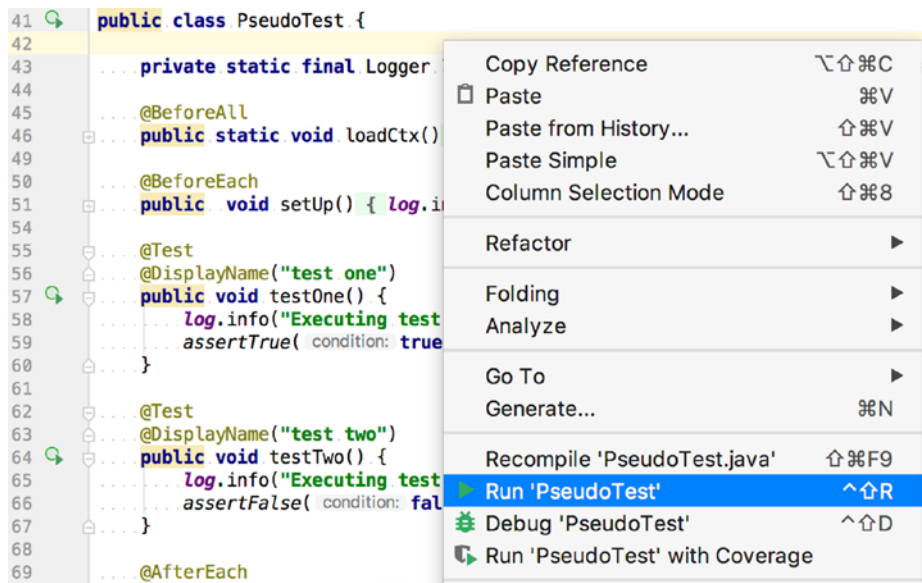 41 public class PseudoTest {
42
43 private static final Logger
44
45 @BeforeAll
46 public static void loadCtx()
49
50 @BeforeEach
51 public void setUp() { log.in
54
55 @Test
56 @DisplayName("test one")
57 public void testOne() {
58 log.info("Executing test
59 assertTrue( condition: true
60 }
61
62 @Test
63 @DisplayName("test two")
64 public void testTwo() {
65 log.info("Executing test
66 assertFalse( condition: fal
67 }
68
69 @AfterEach
Copy Reference ⌥⇧⌘C
Paste ⌘V
Paste from History... ⇧⌘V
Paste Simple ⌥⇧⌘V
Column Selection Mode ⇧⌘8
Refactor
Folding
Analyze
Go To
Generate... ⌘N
Recompile 'PseudoTest.java' ⇧⌘F9
Run 'PseudoTest' ^⇧R
Debug 'PseudoTest' ^⇧D
Run 'PseudoTest' with Coverage